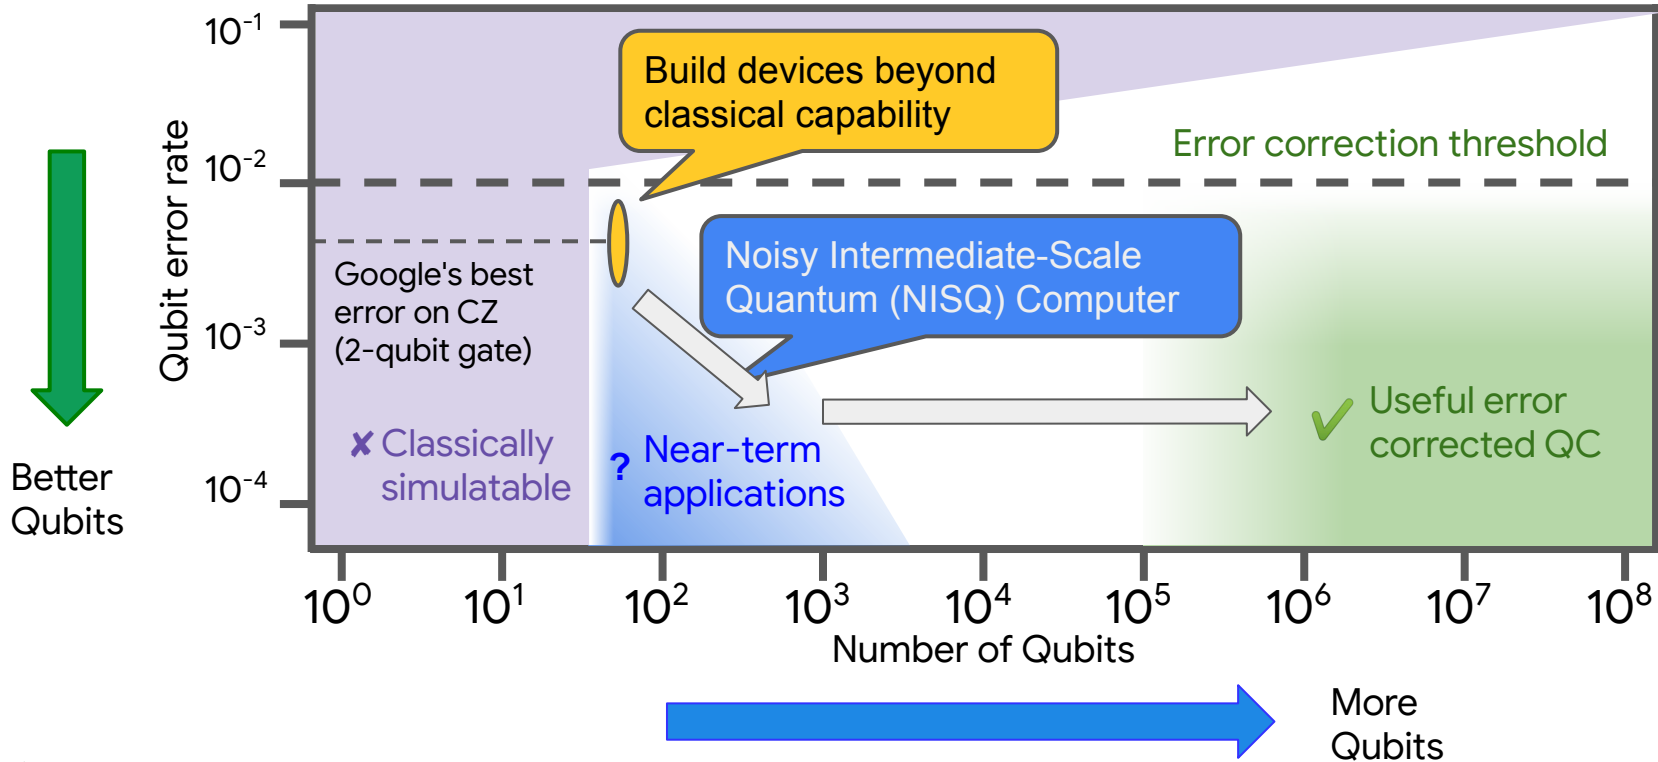 10⁻¹
Build devices beyond
classical capability
Error correction threshold
10⁻²
Qubit error rate
Noisy Intermediate-Scale
Quantum (NISQ) Computer
Google's best
error on CZ
(2-qubit gate)
10⁻³
✘ Classically
simulatable
? Near-term
applications
✔ Useful error
corrected QC
10⁻⁴
Better
Qubits
10⁰ 10¹ 10² 10³ 10⁴ 10⁵ 10⁶ 10⁷ 10⁸
Number of Qubits
More
Qubits